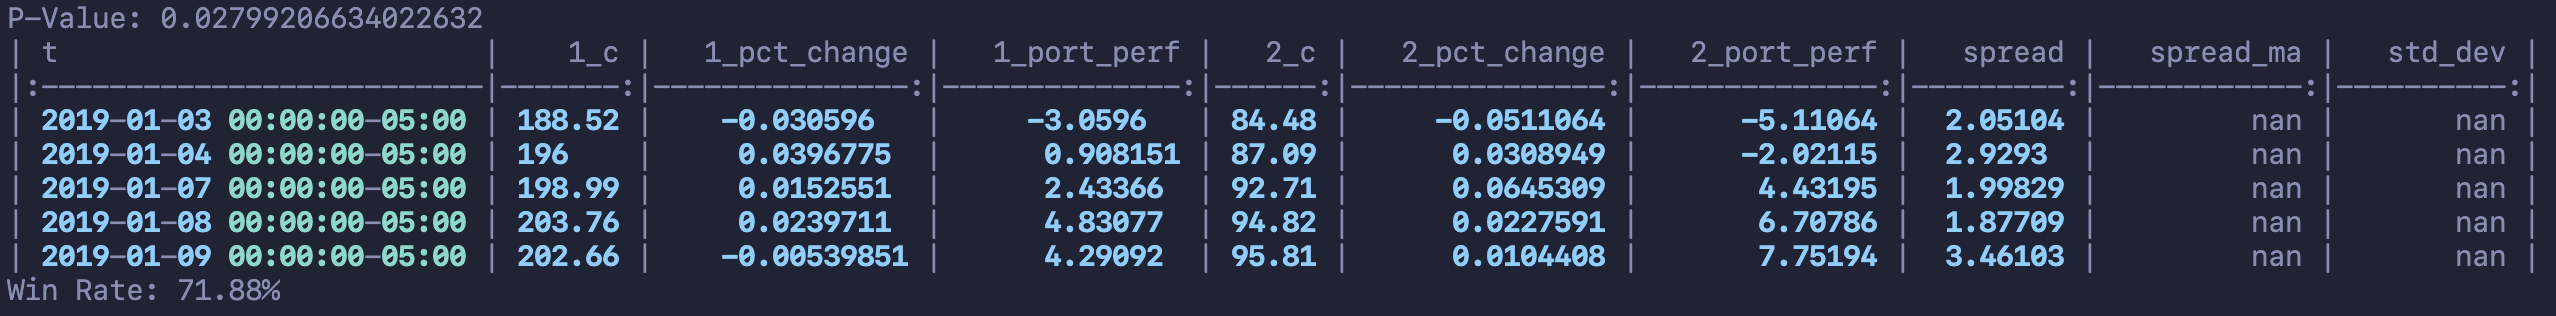 P-Value: 0.02799206634022632
| t                         |    1_c |   1_pct_change |   1_port_perf |   2_c |   2_pct_change |   2_port_perf |   spread |   spread_ma |   std_dev |
|:--------------------------|-------:|---------------:|--------------:|------:|---------------:|--------------:|---------:|------------:|----------:|
| 2019-01-03 00:00:00-05:00 | 188.52 |    -0.030596   |     -3.0596   | 84.48 |     -0.0511064 |      -5.11064 |  2.05104 |         nan |       nan |
| 2019-01-04 00:00:00-05:00 | 196    |     0.0396775  |      0.908151 | 87.09 |      0.0308949 |      -2.02115 |  2.9293  |         nan |       nan |
| 2019-01-07 00:00:00-05:00 | 198.99 |     0.0152551  |      2.43366  | 92.71 |      0.0645309 |       4.43195 |  1.99829 |         nan |       nan |
| 2019-01-08 00:00:00-05:00 | 203.76 |     0.0239711  |      4.83077  | 94.82 |      0.0227591 |       6.70786 |  1.87709 |         nan |       nan |
| 2019-01-09 00:00:00-05:00 | 202.66 |    -0.00539851 |      4.29092  | 95.81 |      0.0104408 |       7.75194 |  3.46103 |         nan |       nan |
Win Rate: 71.88%